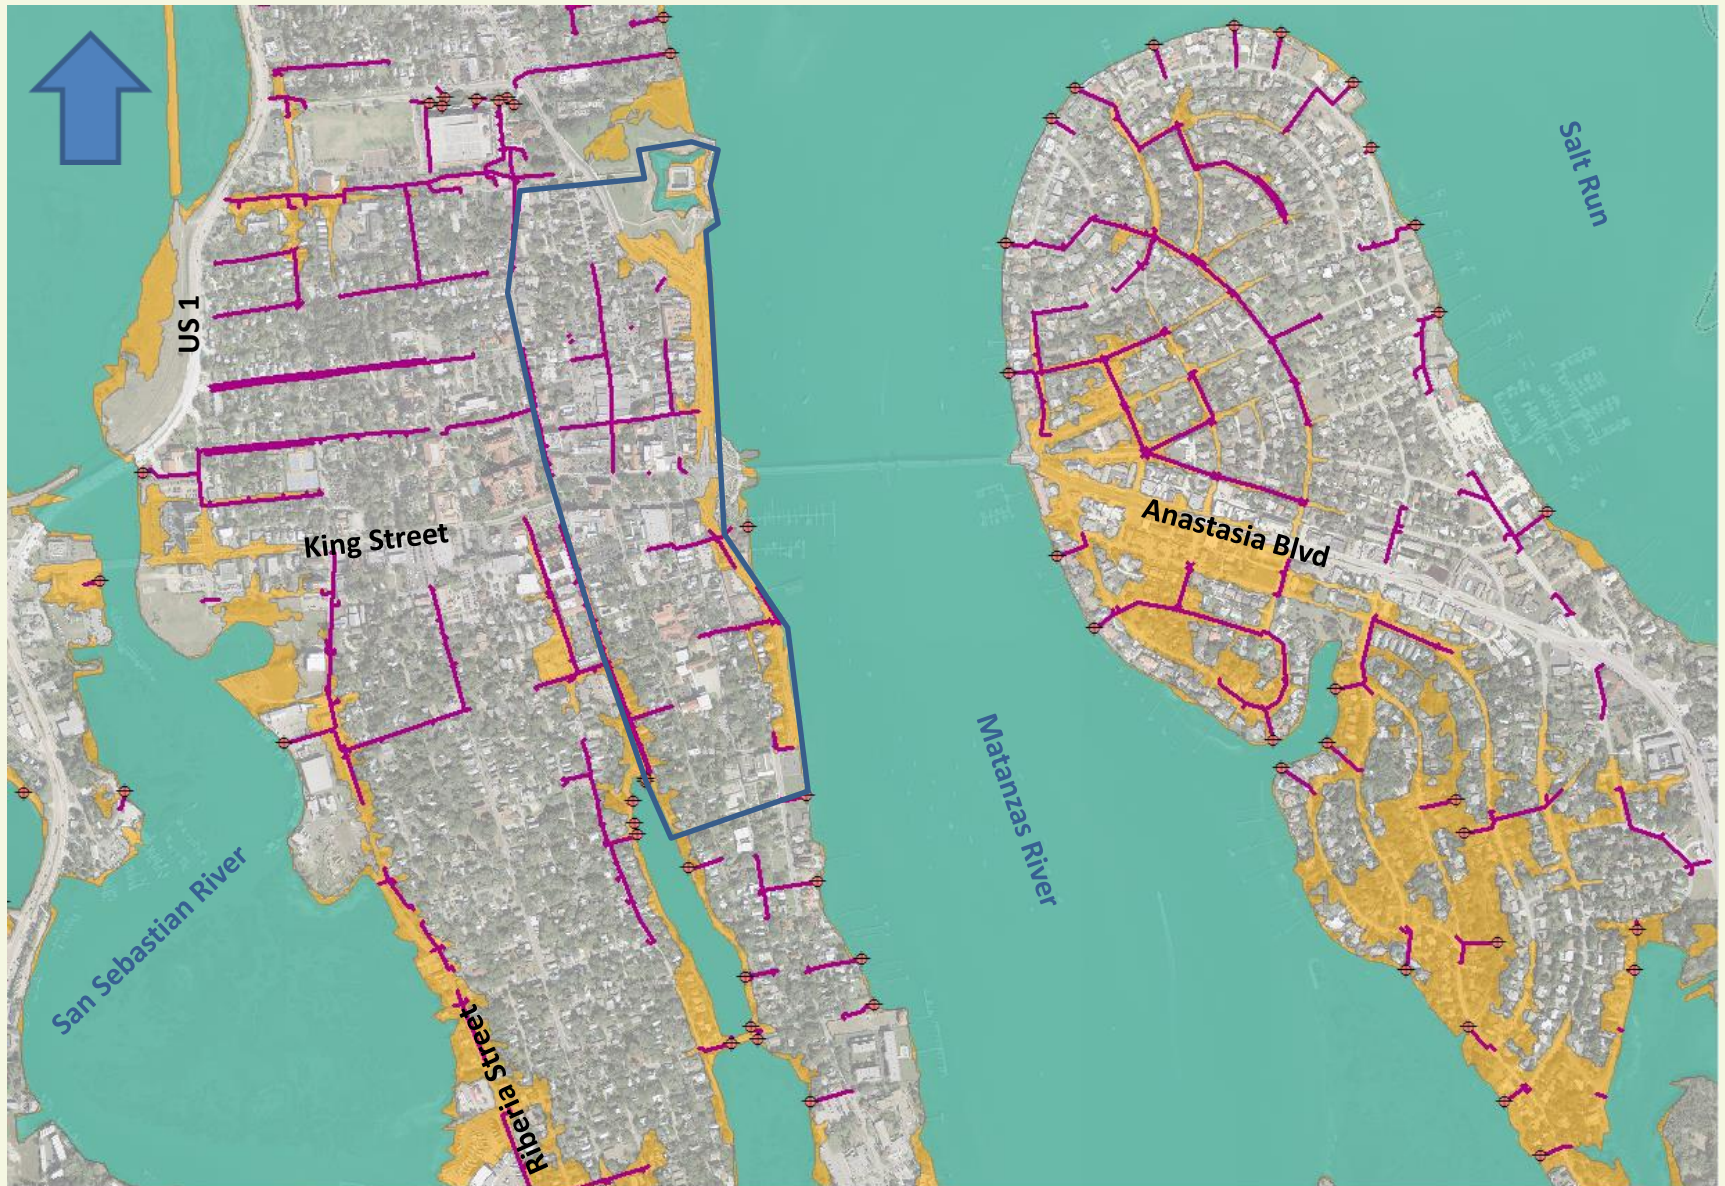 Salt Run
US 1
King Street
Anastasia Blvd
Matanzas River
San Sebastian River
Riberia Street